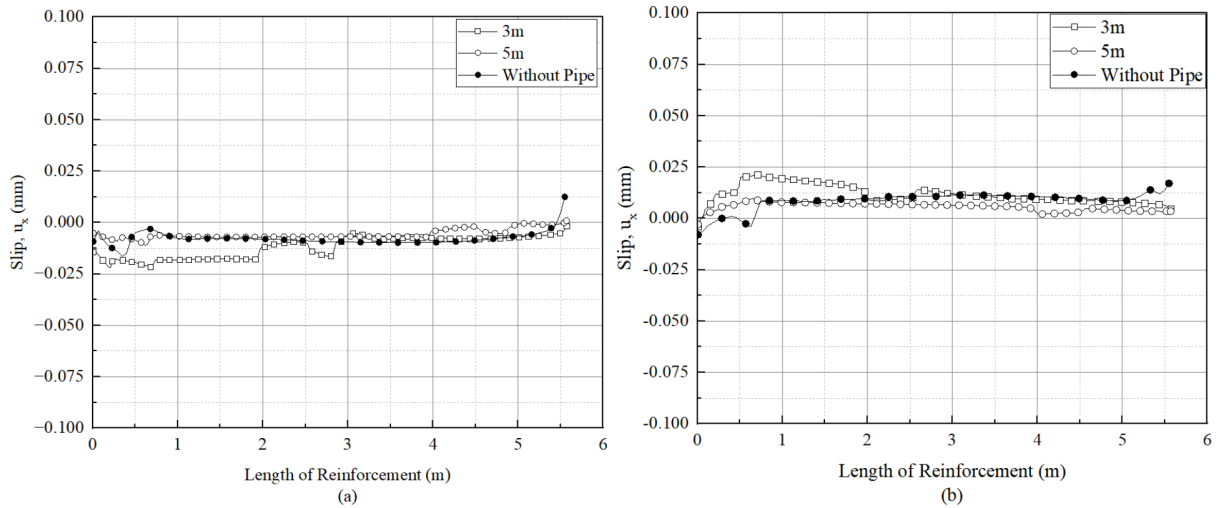 0.100
0.075
0.050
0.025
0.000
−0.025
−0.050
−0.075
−0.100
Slip, uₓ (mm)
3m
5m
Without Pipe
0 1 2 3 4 5 6
Length of Reinforcement (m)
(a)
0.100
0.075
0.050
0.025
0.000
-0.025
-0.050
-0.075
-0.100
Slip, uₓ (mm)
3m
5m
Without Pipe
0 1 2 3 4 5 6
Length of Reinforcement (m)
(b)